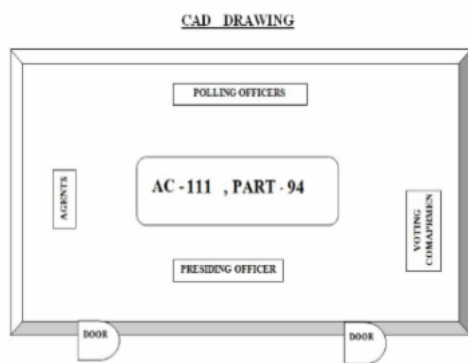 CAD DRAWING
POLLING OFFICERS
AGENTS
AC -111 , PART - 94
VOTING
COMAPRMEN
PRESIDING OFFICER
DOOR
DOOR